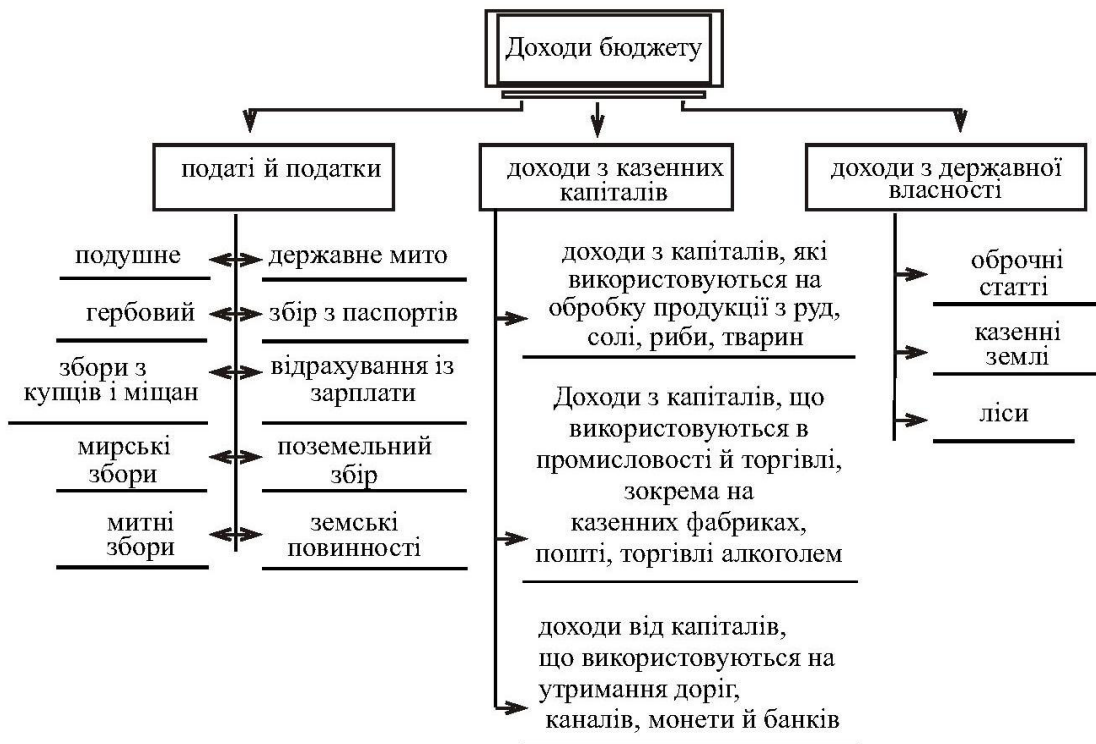 Доходи бюджету
податі й податки
подушне
державне мито
гербовий
збір з паспортів
збори з
купців і міщан
відрахування із
зарплати
мирські
збори
поземельний
збір
митні
збори
земські
повинності
доходи з казенних
капіталів
доходи з капіталів, які
використовуються на
обробку продукції з руд,
солі, риби, тварин
Доходи з капіталів, що
використовуються в
промисловості й торгівлі,
зокрема на
казенних фабриках,
пошті, торгівлі алкоголем
доходи від капіталів,
що використовуються на
утримання доріг,
каналів, монети й банків
доходи з державної
власності
оброчні
статті
казенні
землі
ліси